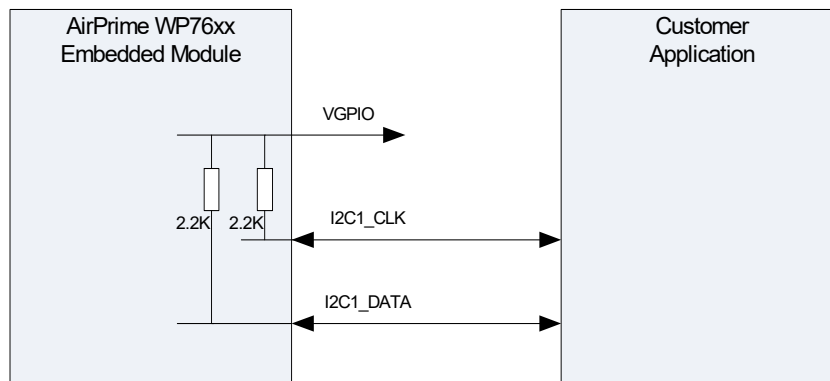 AirPrime WP76xx
Embedded Module
Customer
Application
VGPIO
2.2K 2.2K
I2C1_CLK
I2C1_DATA